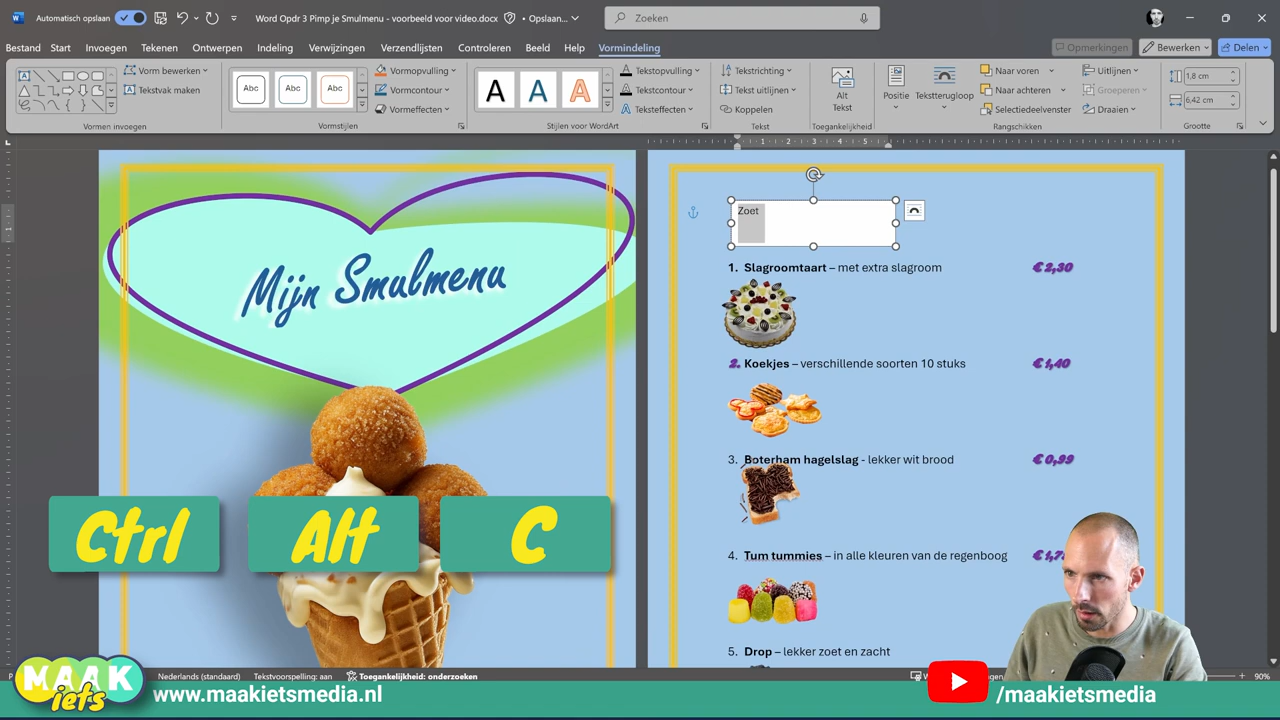 Automatisch opslaan
Word Opdr 3 Pimp je Smulmenu - voorbeeld voor video.docx
• Opslaan...
Zoeken
Bestand Start Invoegen Tekenen Ontwerpen Indeling Verwijzingen Verzendlijsten Controleren Beeld Help Vormindeling
Opmerkingen
Bewerken
Delen
Vorm bewerken
Tekstvak maken
Vormen invoegen
Abc Abc Abc
Vormopvulling
Vormcontour
Vormeffecten
Vormstijlen
A A A
Tekstopvulling
Tekstcontour
Teksteffecten
Stijlen voor WordArt
Tekstrichting
Tekst uitlijnen
Koppelen
Tekst
Alt
Tekst
Toegankelijkheid
Positie
Tekstterugloop
Naar voren
Naar achteren
Selectiedeelvenster
Uitlijnen
Groeperen
Draaien
Rangschikken
1,8 cm
6,42 cm
Grootte
1 2 3 4 5
Mijn Smulmenu
Zoet
1. Slagroomtaart – met extra slagroom € 2,30
2. Koekjes – verschillende soorten 10 stuks € 1,40
3. Boterham hagelslag - lekker wit brood € 0,99
4. Tum tummies – in alle kleuren van de regenboog
5. Drop – lekker zoet en zacht
Ctrl
Alt
C
Nederlands (standaard)
Tekstvoorspelling: aan
Toegankelijkheid: onderzoeken
90%
MAAK
iets
www.maakietsmedia.nl
/maakietsmedia